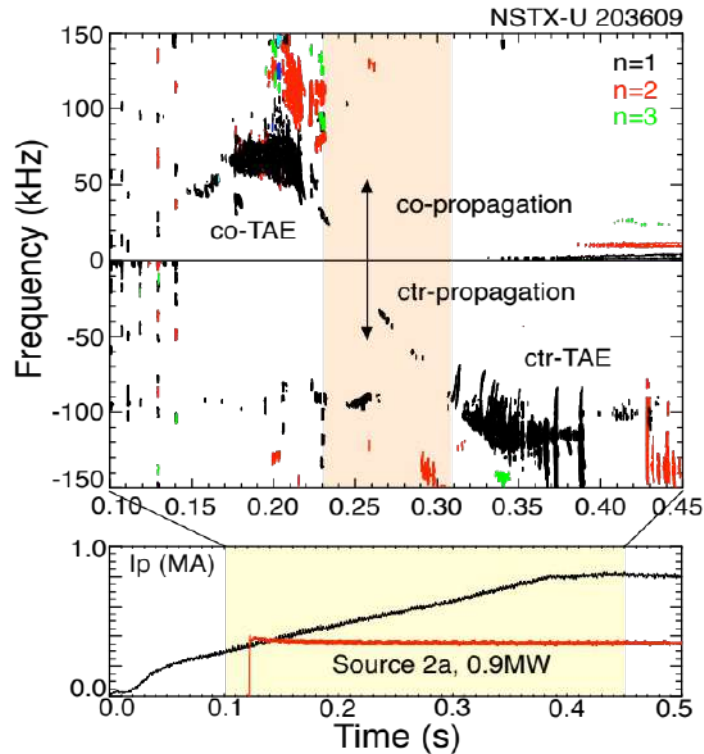 NSTX-U 203609
150
n=1
n=2
n=3
100
50
co-TAE
co-propagation
0
ctr-propagation
-50
ctr-TAE
-100
-150
Frequency (kHz)
0.10 0.15 0.20 0.25 0.30 0.35 0.40 0.45
1.0
Ip (MA)
Source 2a, 0.9MW
0.0
0.0 0.1 0.2 0.3 0.4 0.5
Time (s)